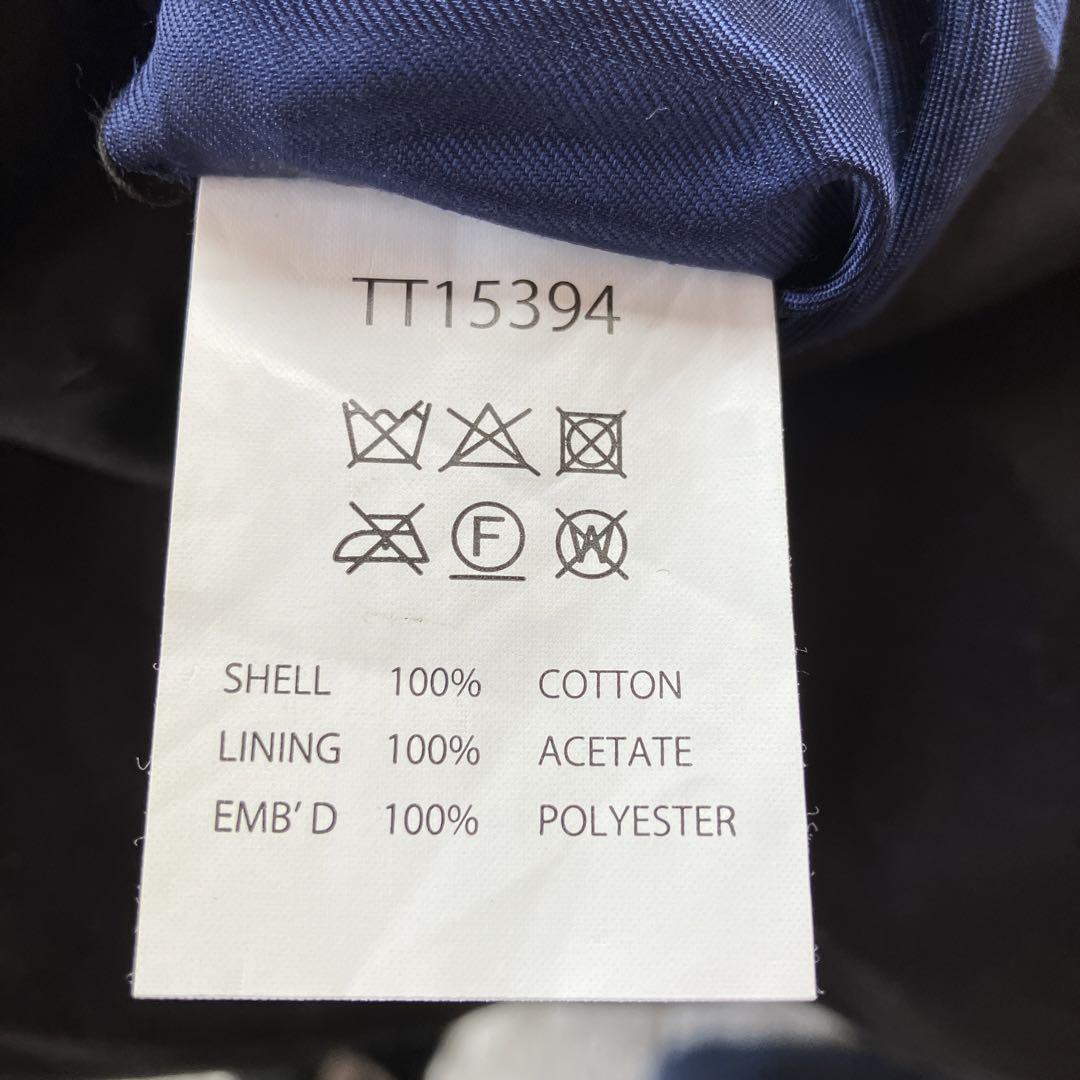 TT15394
F W
SHELL 100% COTTON
LINING 100% ACETATE
EMB' D 100% POLYESTER